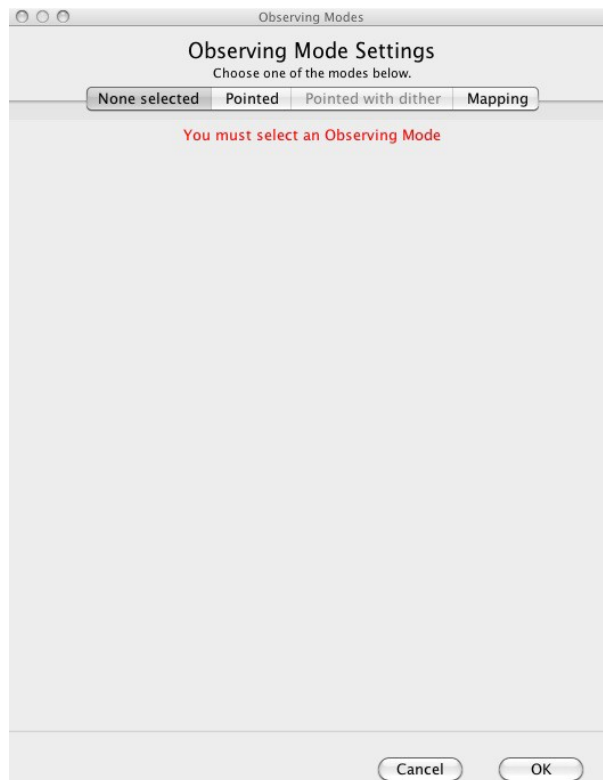 Observing Modes
Observing Mode Settings
Choose one of the modes below.
None selected Pointed Pointed with dither Mapping
You must select an Observing Mode
Cancel OK